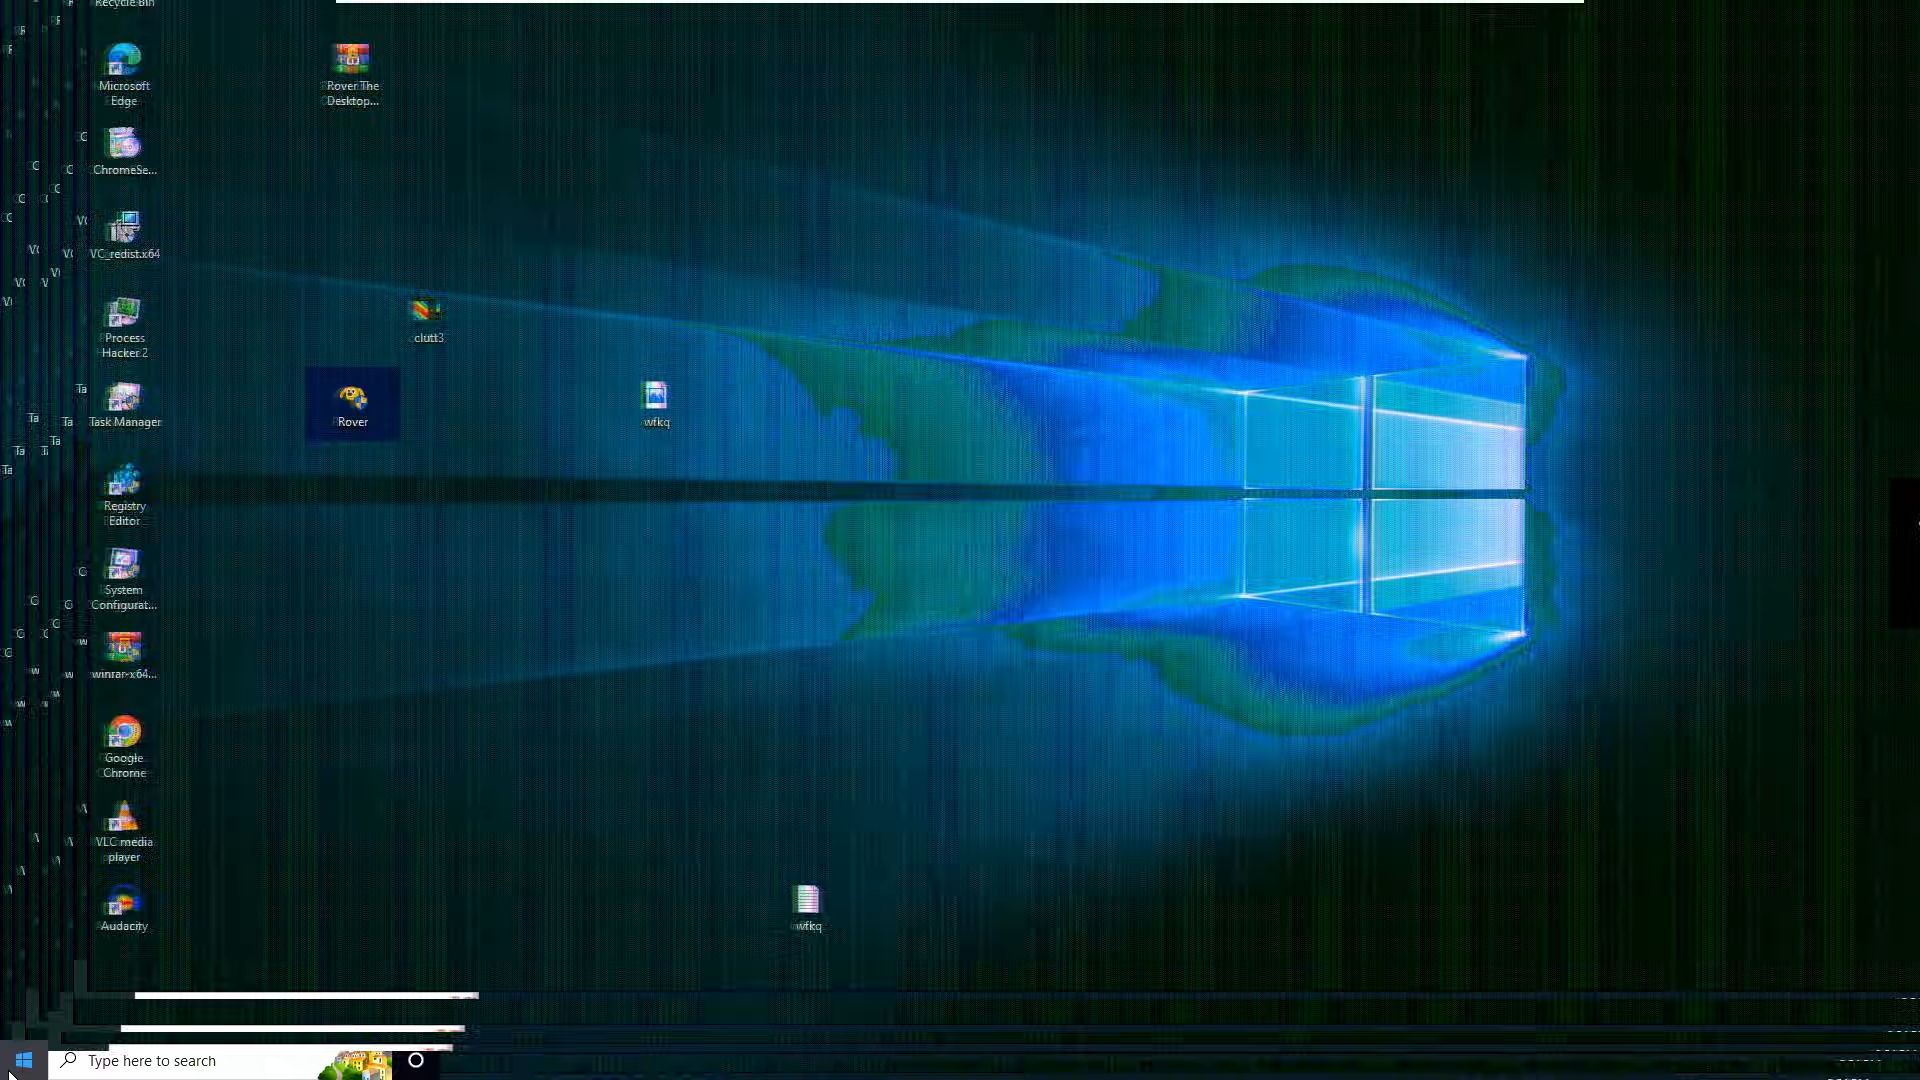 Recycle Bin
Microsoft
Edge
Rover The
Desktop...
ChromeSe...
VC_redist.x64
Process
Hacker 2
clutt3
Task Manager
Rover
wfkq
Registry
Editor
System
Configurat...
winrar-x64...
Google
Chrome
VLC media
player
Audacity
wfkq
Type here to search